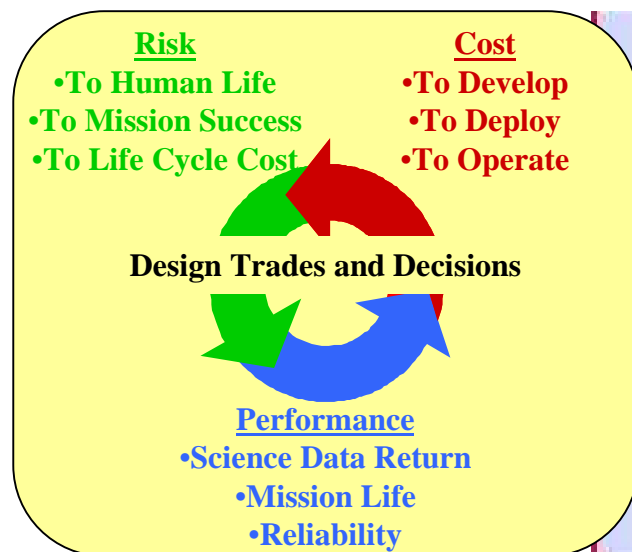 Risk
•To Human Life
•To Mission Success
•To Life Cycle Cost
Cost
•To Develop
•To Deploy
•To Operate
Design Trades and Decisions
Performance
•Science Data Return
•Mission Life
•Reliability